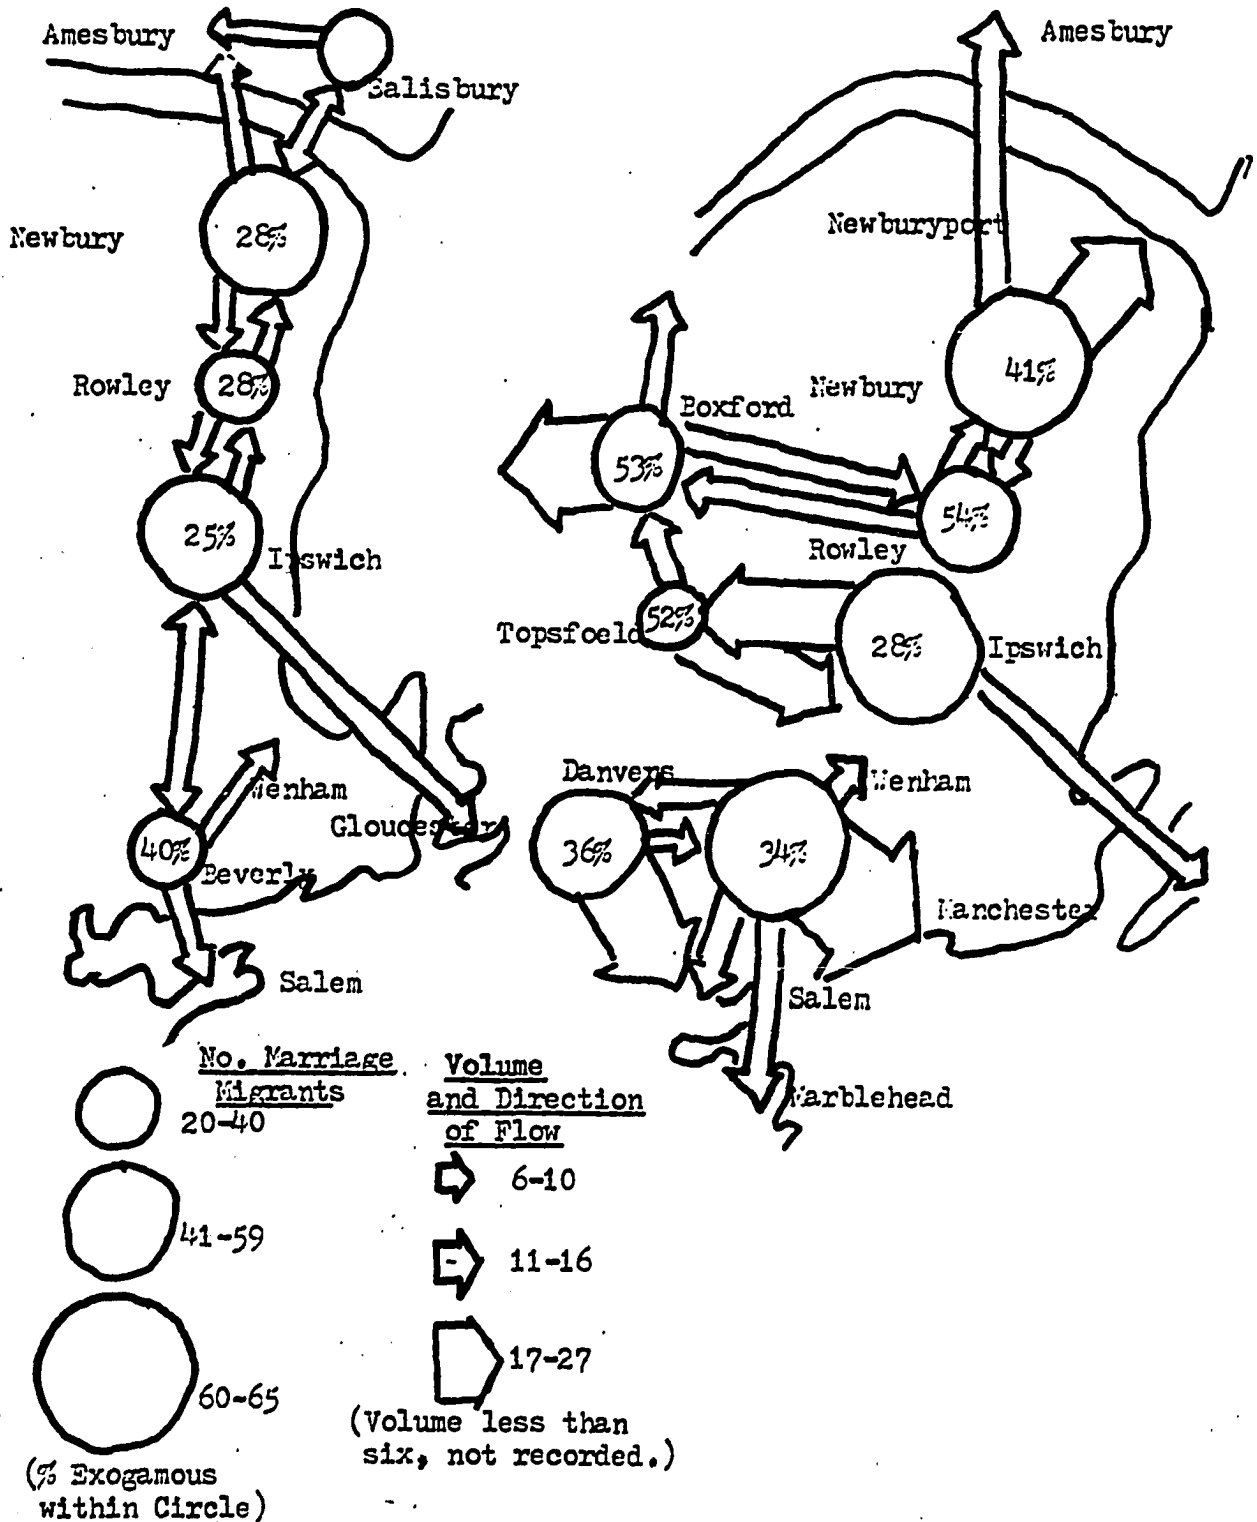 Amesbury
Salisbury
Newbury
28%
Rowley
28%
25%
Ipswich
Wenham
Gloucester
40%
Beverly
Salem
Amesbury
Newburyport
41%
Newbury
Boxford
53%
54%
Rowley
52%
Topsfoeld
28%
Ipswich
Danvers
Wenham
36%
34%
Manchester
Salem
Marblehead
No. Marriage
Migrants
20-40
41-59
60-65
(% Exogamous
within Circle)
Volume
and Direction
of Flow
6-10
11-16
17-27
(Volume less than
six, not recorded.)